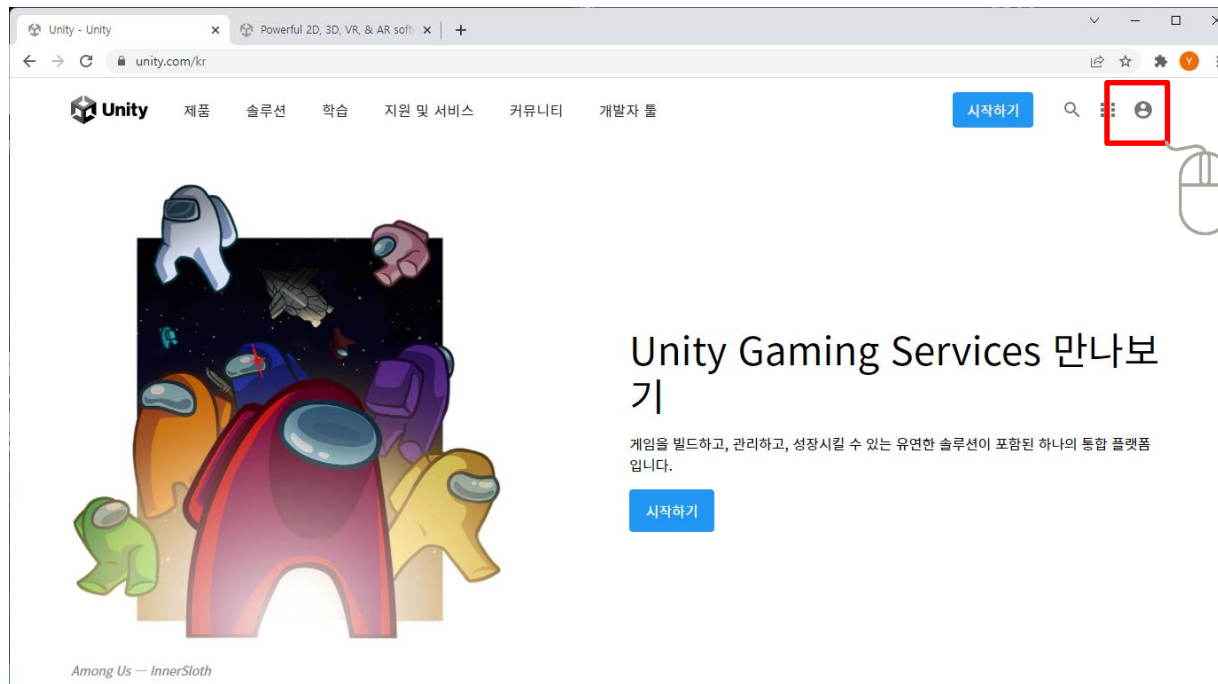 Unity - Unity
Powerful 2D, 3D, VR, & AR soft
unity.com/kr
Y
Unity 제품 솔루션 학습 지원 및 서비스 커뮤니티 개발자 툴 시작하기
Unity Gaming Services 만나보
기
게임을 빌드하고, 관리하고, 성장시킬 수 있는 유연한 솔루션이 포함된 하나의 통합 플랫폼
입니다.
시작하기
Among Us — InnerSloth